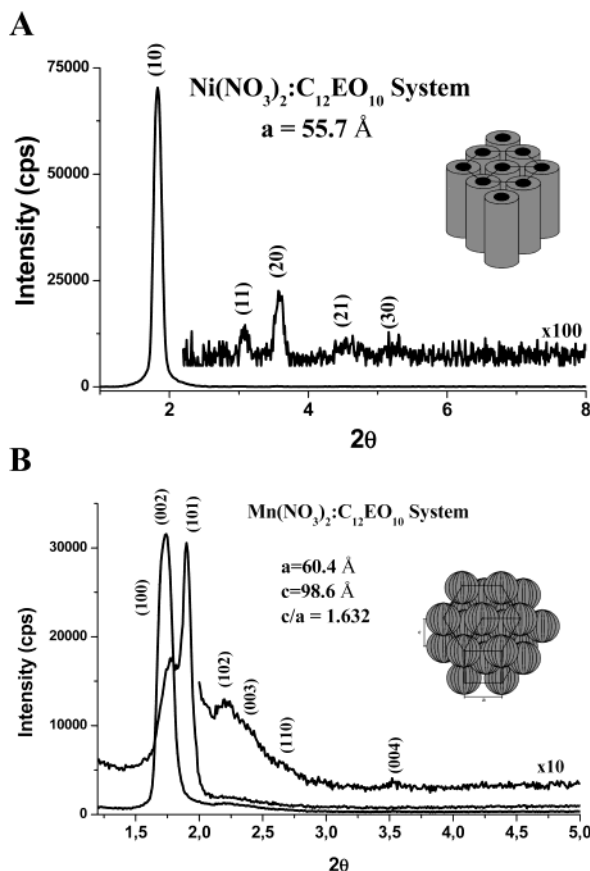 A
Ni(NO₃)₂:C₁₂EO₁₀ System
a = 55.7 Å
(10)
(11)
(20)
(21)
(30)
x100
75000
50000
25000
0
Intensity (cps)
2 4 6 8
2θ
B
Mn(NO₃)₂:C₁₂EO₁₀ System
a=60.4 Å
c=98.6 Å
c/a = 1.632
(100)
(002)
(101)
(102)
(003)
(110)
(004)
x10
30000
20000
10000
0
Intensity (cps)
1,5 2,0 2,5 3,0 3,5 4,0 4,5 5,0
2θ